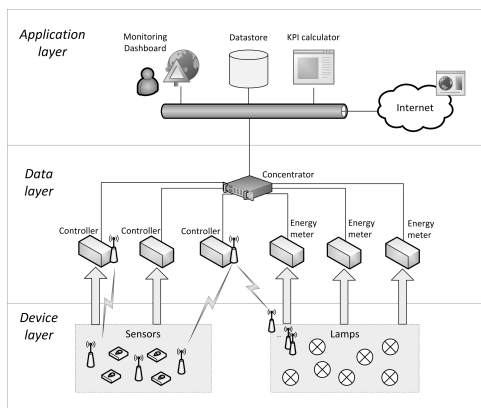 Application
layer
Monitoring
Dashboard
Datastore
KPI calculator
Internet
Data
layer
Concentrator
Controller
Controller
Controller
Energy
meter
Energy
meter
Energy
meter
Device
layer
Sensors
Lamps